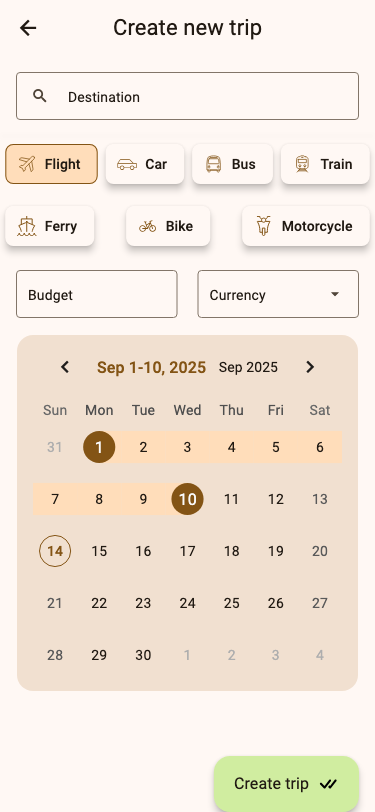 Create new trip
Destination
Flight Car Bus Train
Ferry Bike Motorcycle
Budget Currency
Sep 1-10, 2025 Sep 2025
Sun Mon Tue Wed Thu Fri Sat
31 1 2 3 4 5 6
7 8 9 10 11 12 13
14 15 16 17 18 19 20
21 22 23 24 25 26 27
28 29 30 1 2 3 4
Create trip